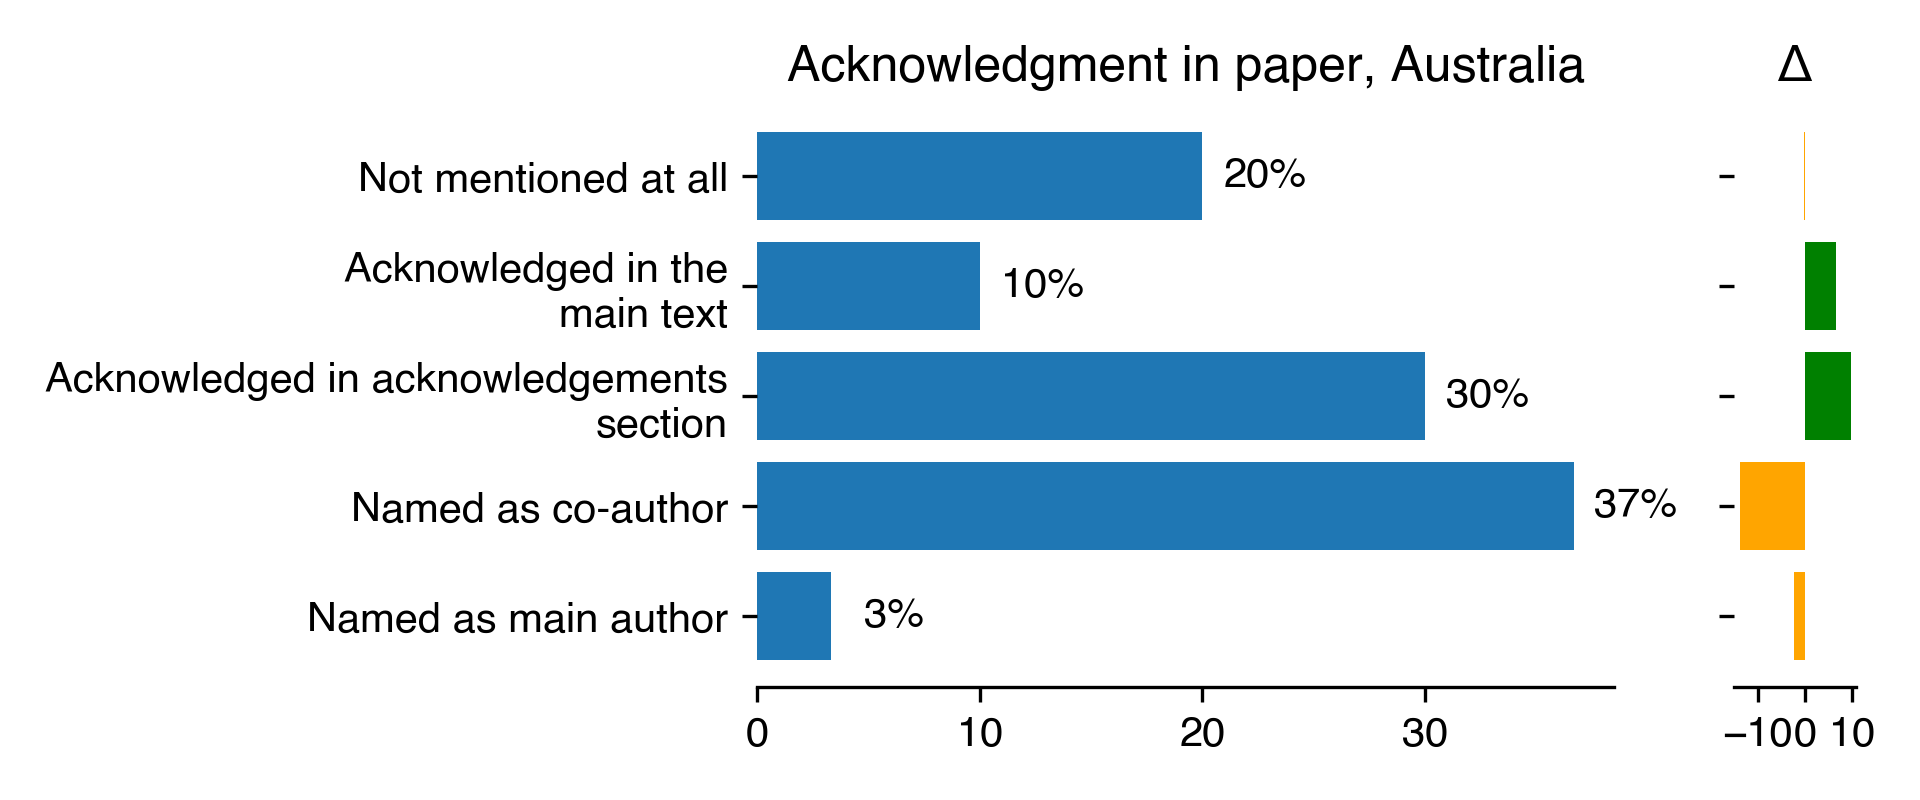 Acknowledgment in paper, Australia Δ
Not mentioned at all 20%
Acknowledged in the
main text 10%
Acknowledged in acknowledgements
section 30%
Named as co-author 37%
Named as main author 3%
0 10 20 30 −10 0 10